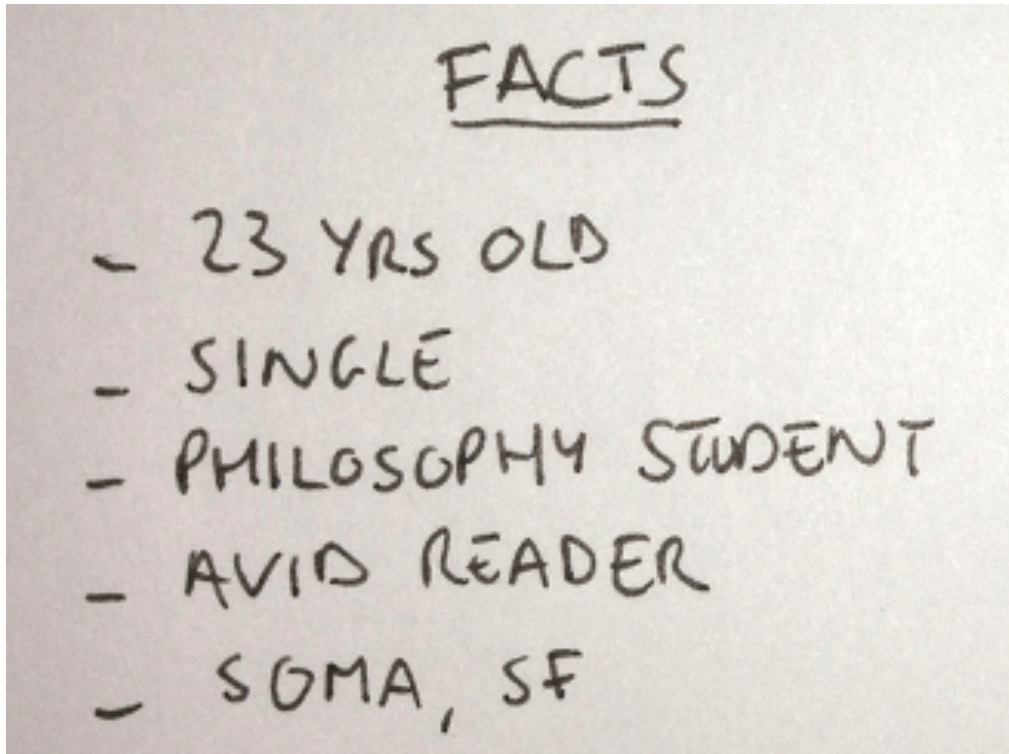 FACTS
- 23 YRS OLD
- SINGLE
- PHILOSOPHY STUDENT
- AVID READER
- SOMA, SF